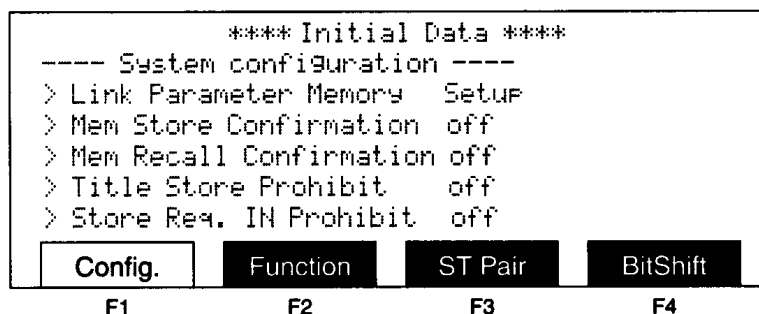 **** Initial Data ****
---- System configuration ----
> Link Parameter Memory Setup
> Mem Store Confirmation off
> Mem Recall Confirmation off
> Title Store Prohibit off
> Store Req. IN Prohibit off
Config. Function ST Pair BitShift
F1 F2 F3 F4